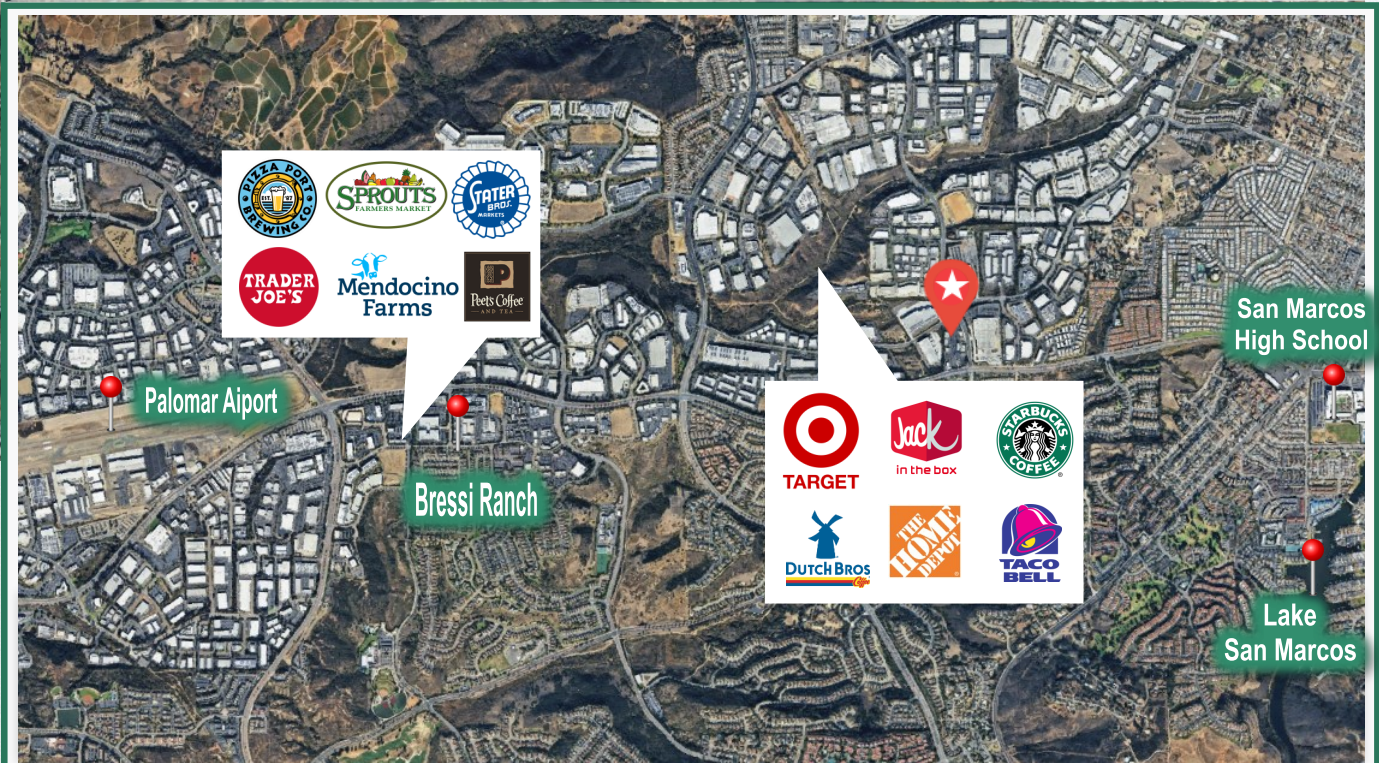 PIZZA PORT
EST. '87
BREWING CO.
SPROUTS
FARMERS MARKET
STATER
BROS.
MARKETS
TRADER
JOE'S
Mendocino
Farms
Peet's Coffee
AND TEA
Palomar Aiport
Bressi Ranch
TARGET
Jack
in the box
STARBUCKS
COFFEE
DUTCH BROS
Coffee
THE
HOME
DEPOT
TACO
BELL
San Marcos
High School
Lake
San Marcos